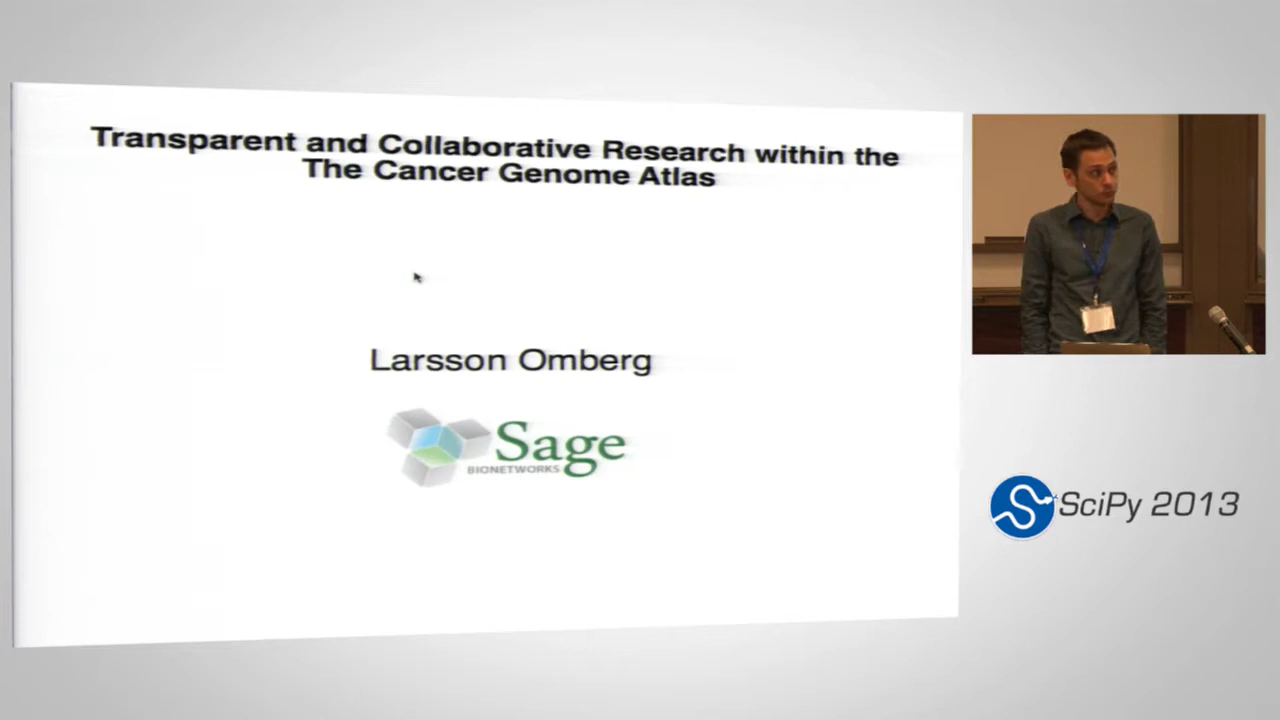 Transparent and Collaborative Research within the
The Cancer Genome Atlas
Larsson Omberg
Sage
BIONETWORKS
SciPy 2013